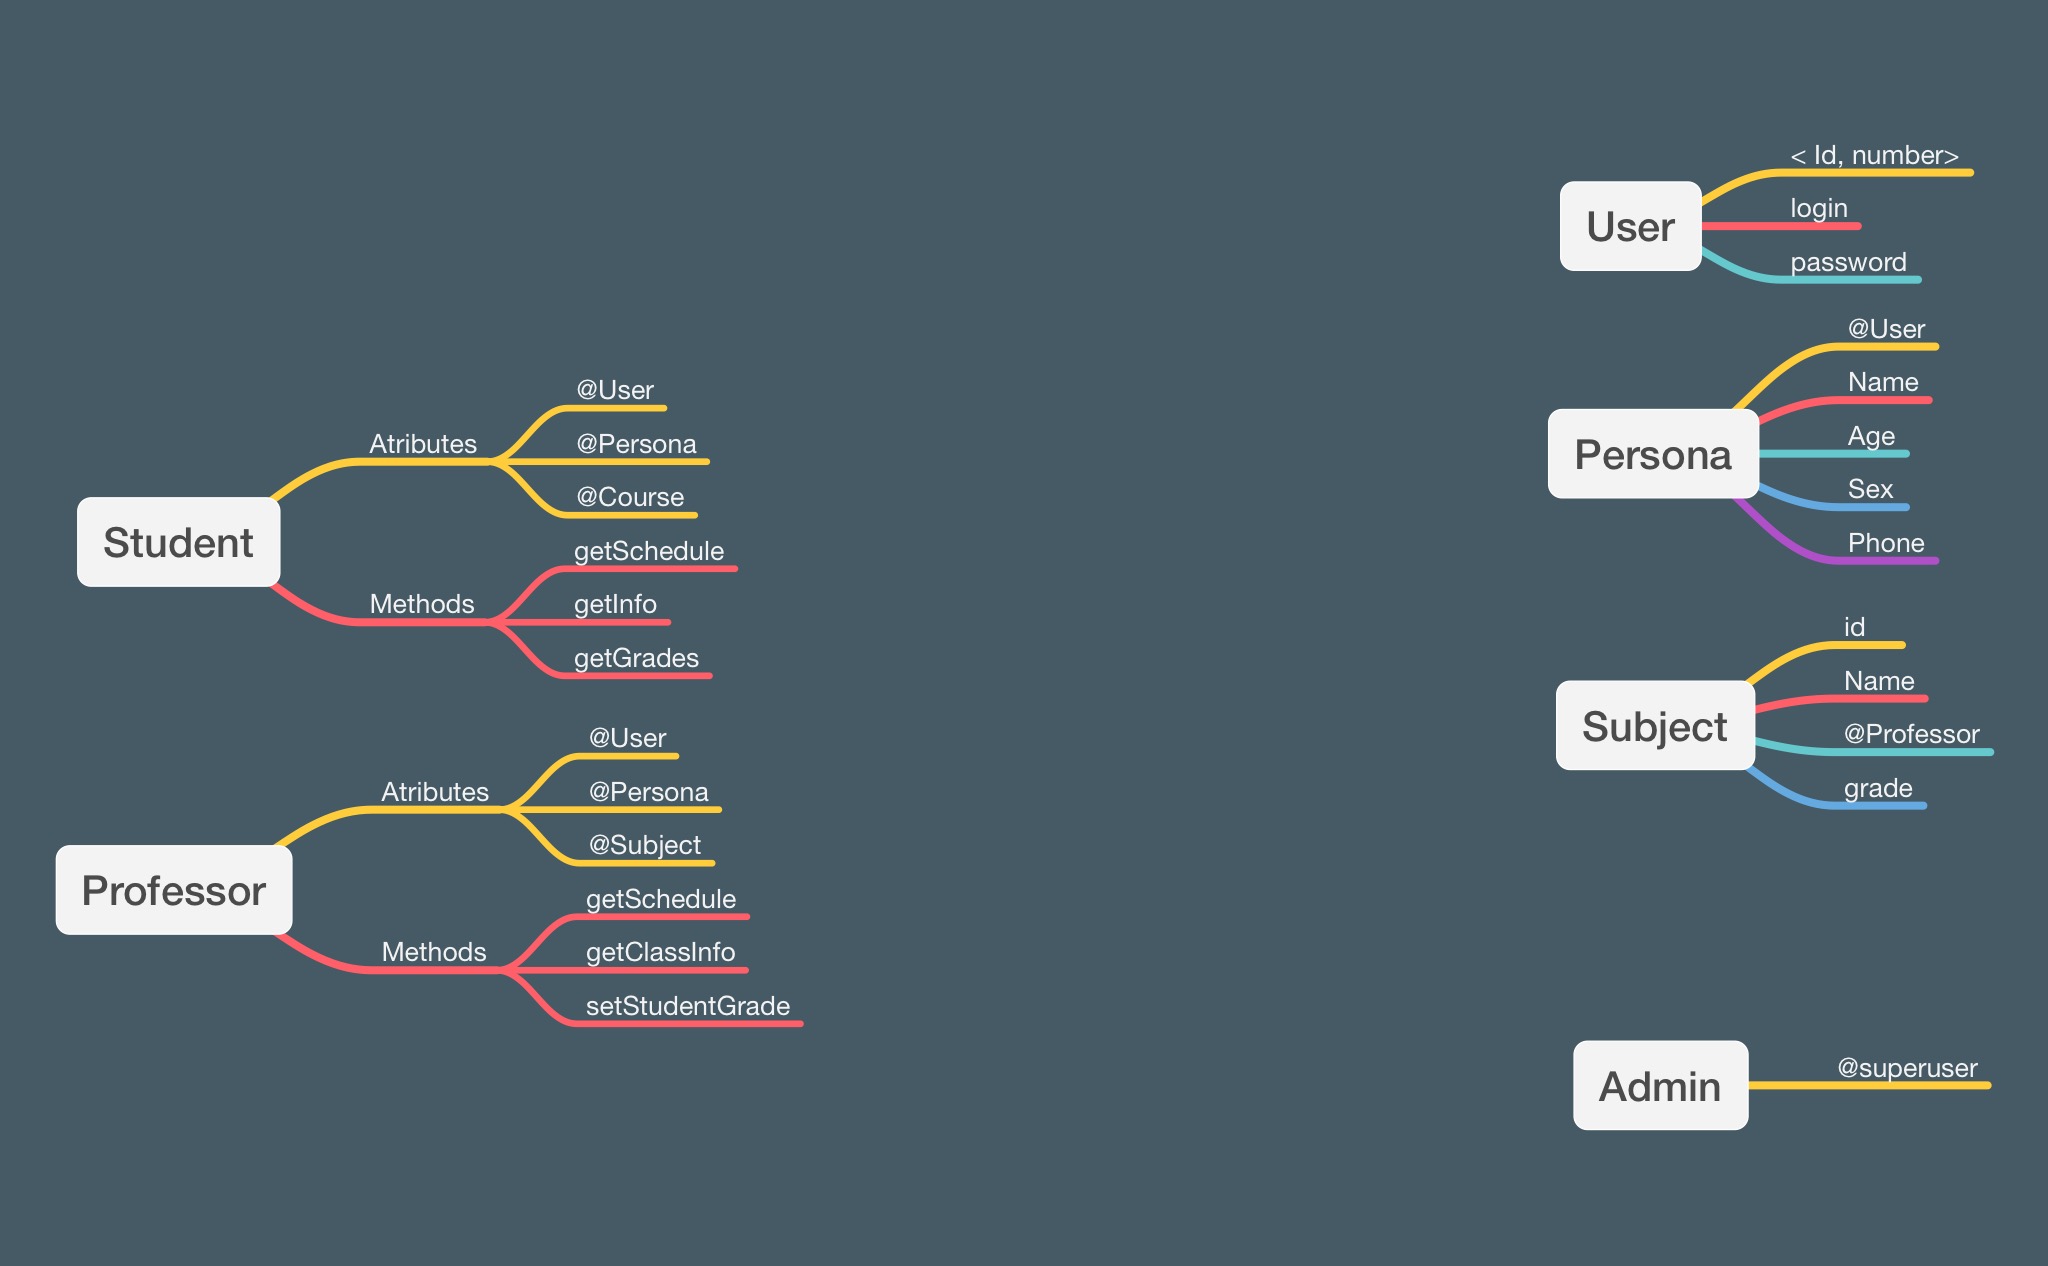 Student
Atributes
@User
@Persona
@Course
Methods
getSchedule
getInfo
getGrades
Professor
Atributes
@User
@Persona
@Subject
Methods
getSchedule
getClassInfo
setStudentGrade
User
< Id, number>
login
password
Persona
@User
Name
Age
Sex
Phone
Subject
id
Name
@Professor
grade
Admin
@superuser